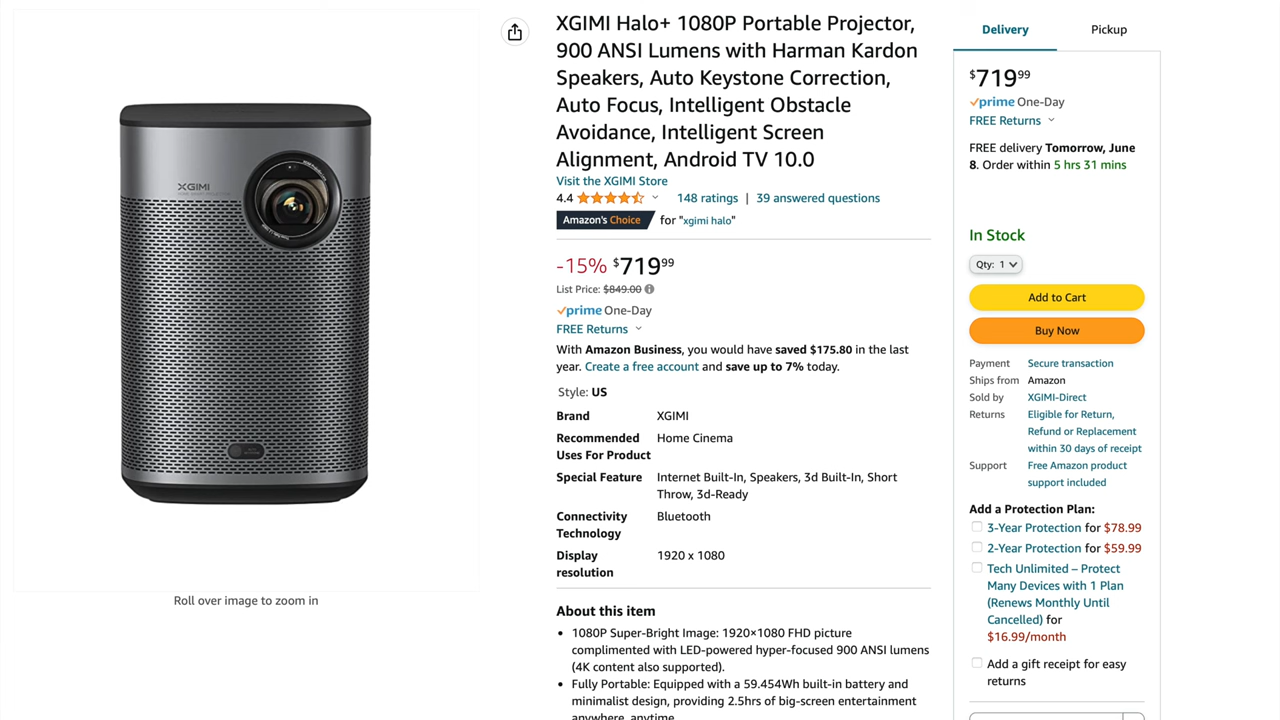 XGIMI
Roll over image to zoom in
XGIMI Halo+ 1080P Portable Projector,
900 ANSI Lumens with Harman Kardon
Speakers, Auto Keystone Correction,
Auto Focus, Intelligent Obstacle
Avoidance, Intelligent Screen
Alignment, Android TV 10.0
Visit the XGIMI Store
4.4 148 ratings | 39 answered questions
Amazon's Choice for "xgimi halo"
-15% $719.99
List Price: $849.00
prime One-Day
FREE Returns
With Amazon Business, you would have saved $175.80 in the last
year. Create a free account and save up to 7% today.
Style: US
Brand XGIMI
Recommended Home Cinema
Uses For Product
Special Feature Internet Built-In, Speakers, 3d Built-In, Short
Throw, 3d-Ready
Connectivity Bluetooth
Technology
Display 1920 x 1080
resolution
About this item
• 1080P Super-Bright Image: 1920×1080 FHD picture
complimented with LED-powered hyper-focused 900 ANSI lumens
(4K content also supported).
• Fully Portable: Equipped with a 59.454Wh built-in battery and
minimalist design, providing 2.5hrs of big-screen entertainment
anywhere, anytime.
Delivery Pickup
$719.99
prime One-Day
FREE Returns
FREE delivery Tomorrow, June
8. Order within 5 hrs 31 mins
In Stock
Qty: 1
Add to Cart
Buy Now
Payment Secure transaction
Ships from Amazon
Sold by XGIMI-Direct
Returns Eligible for Return,
Refund or Replacement
within 30 days of receipt
Support Free Amazon product
support included
Add a Protection Plan:
3-Year Protection for $78.99
2-Year Protection for $59.99
Tech Unlimited – Protect
Many Devices with 1 Plan
(Renews Monthly Until
Cancelled) for
$16.99/month
Add a gift receipt for easy
returns